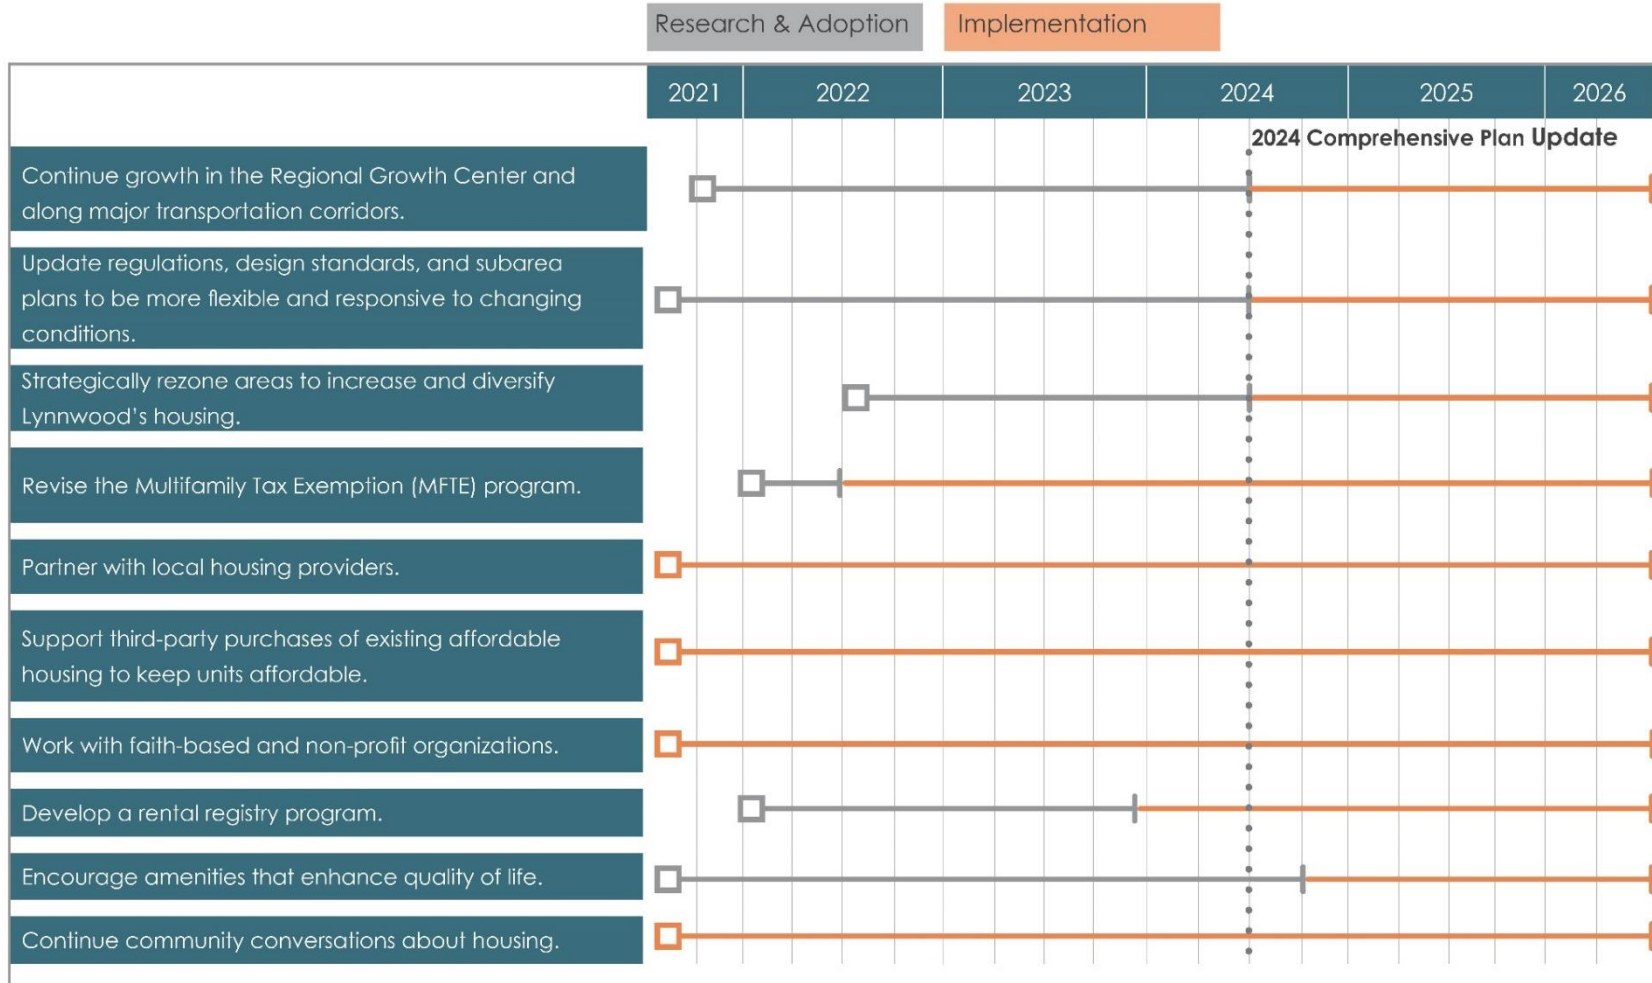 Research & Adoption
Implementation
2021 2022 2023 2024 2025 2026
2024 Comprehensive Plan Update
Continue growth in the Regional Growth Center and
along major transportation corridors.
Update regulations, design standards, and subarea
plans to be more flexible and responsive to changing
conditions.
Strategically rezone areas to increase and diversify
Lynnwood's housing.
Revise the Multifamily Tax Exemption (MFTE) program.
Partner with local housing providers.
Support third-party purchases of existing affordable
housing to keep units affordable.
Work with faith-based and non-profit organizations.
Develop a rental registry program.
Encourage amenities that enhance quality of life.
Continue community conversations about housing.